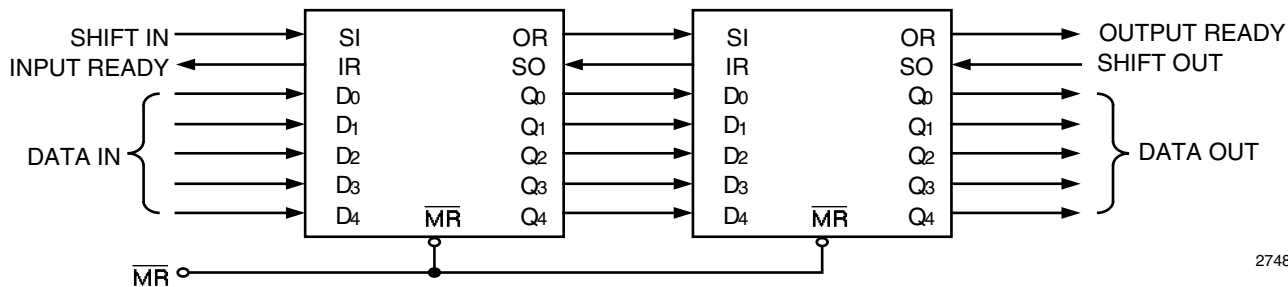 SHIFT IN SI OR SI OR OUTPUT READY
INPUT READY IR SO IR SO SHIFT OUT
D0 Q0 D0 Q0
D1 Q1 D1 Q1
DATA IN D2 Q2 D2 Q2 DATA OUT
D3 Q3 D3 Q3
D4 MR Q4 D4 MR Q4
MR
2748